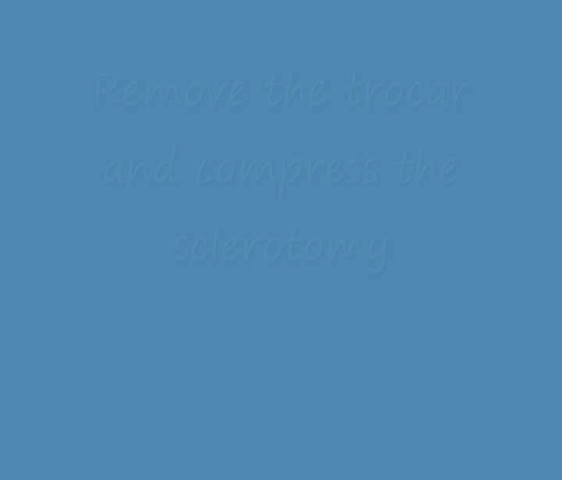 Remove the trocar
and compress the
sclerotomy